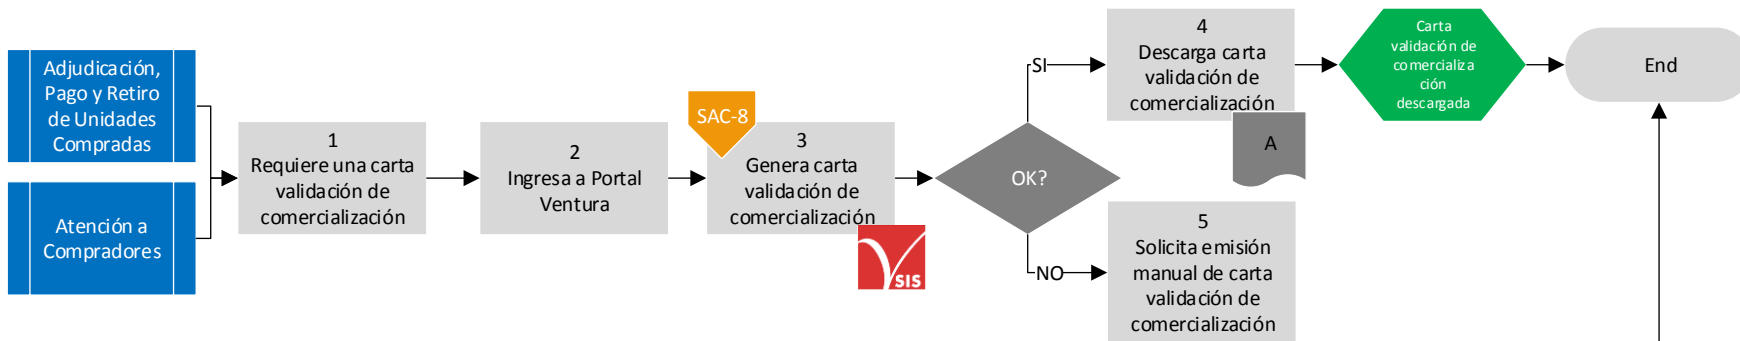 Adjudicación,
Pago y Retiro
de Unidades
Compradas
Atención a
Compradores
1
Requiere una carta
validación de
comercialización
2
Ingresa a Portal
Ventura
SAC-8
3
Genera carta
validación de
comercialización
SIS
OK?
SI
NO
4
Descarga carta
validación de
comercialización
A
5
Solicita emisión
manual de carta
validación de
comercialización
Carta
validación de
comercializa
ción
descargada
End